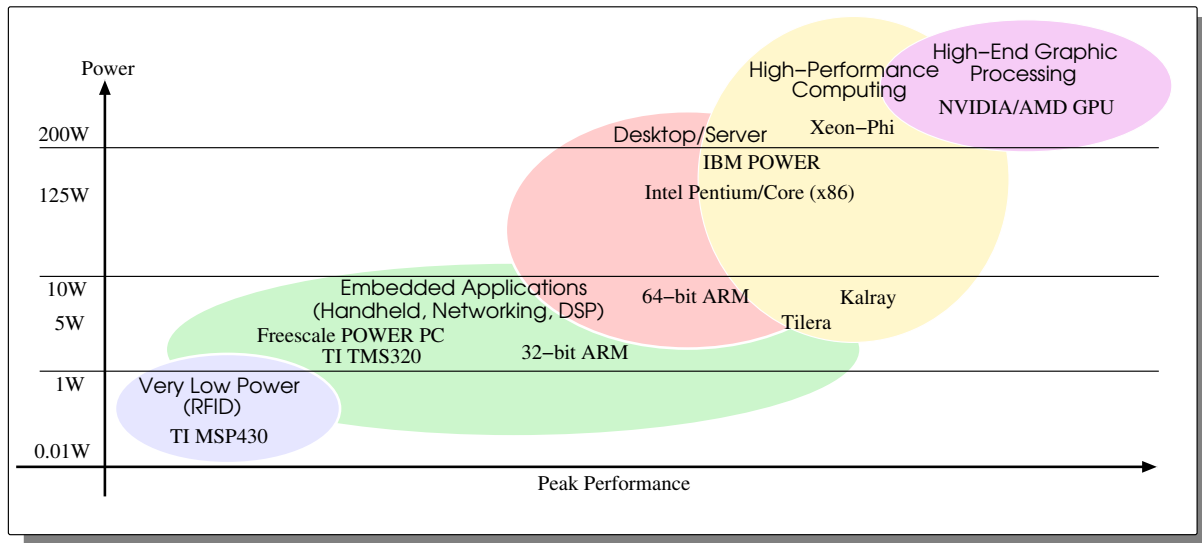 Power
High−End Graphic
Processing
High−Performance
Computing
NVIDIA/AMD GPU
Xeon−Phi
200W
Desktop/Server
IBM POWER
125W
Intel Pentium/Core (x86)
10W
Embedded Applications
(Handheld, Networking, DSP)
64−bit ARM
Kalray
5W
Tilera
Freescale POWER PC
TI TMS320
32−bit ARM
1W
Very Low Power
(RFID)
TI MSP430
0.01W
Peak Performance